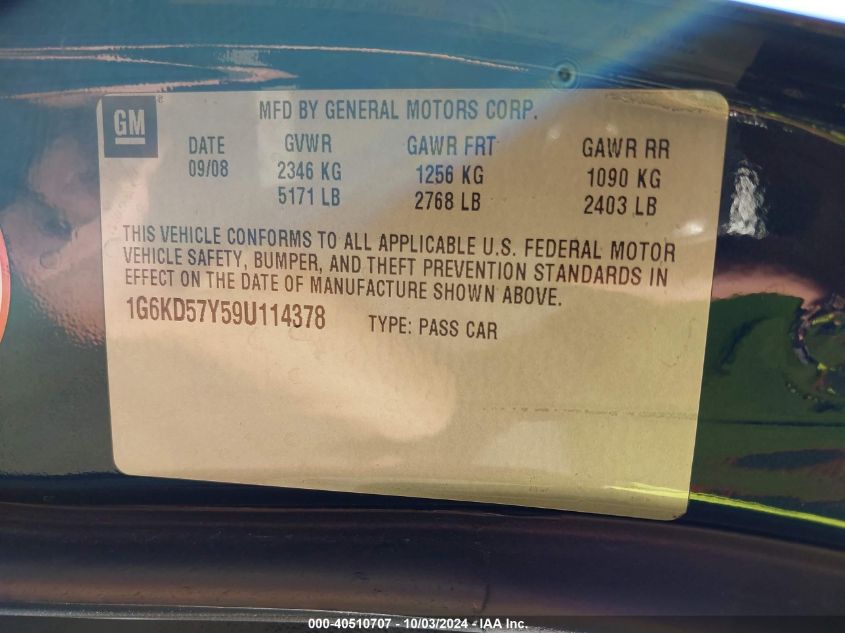 GM
MFD BY GENERAL MOTORS CORP.
DATE GVWR GAWR FRT GAWR RR
09/08 2346 KG 1256 KG 1090 KG
5171 LB 2768 LB 2403 LB
THIS VEHICLE CONFORMS TO ALL APPLICABLE U.S. FEDERAL MOTOR
VEHICLE SAFETY, BUMPER, AND THEFT PREVENTION STANDARDS IN
EFFECT ON THE DATE OF MANUFACTURE SHOWN ABOVE.
1G6KD57Y59U114378 TYPE: PASS CAR
000-40510707 - 10/03/2024 - IAA Inc.